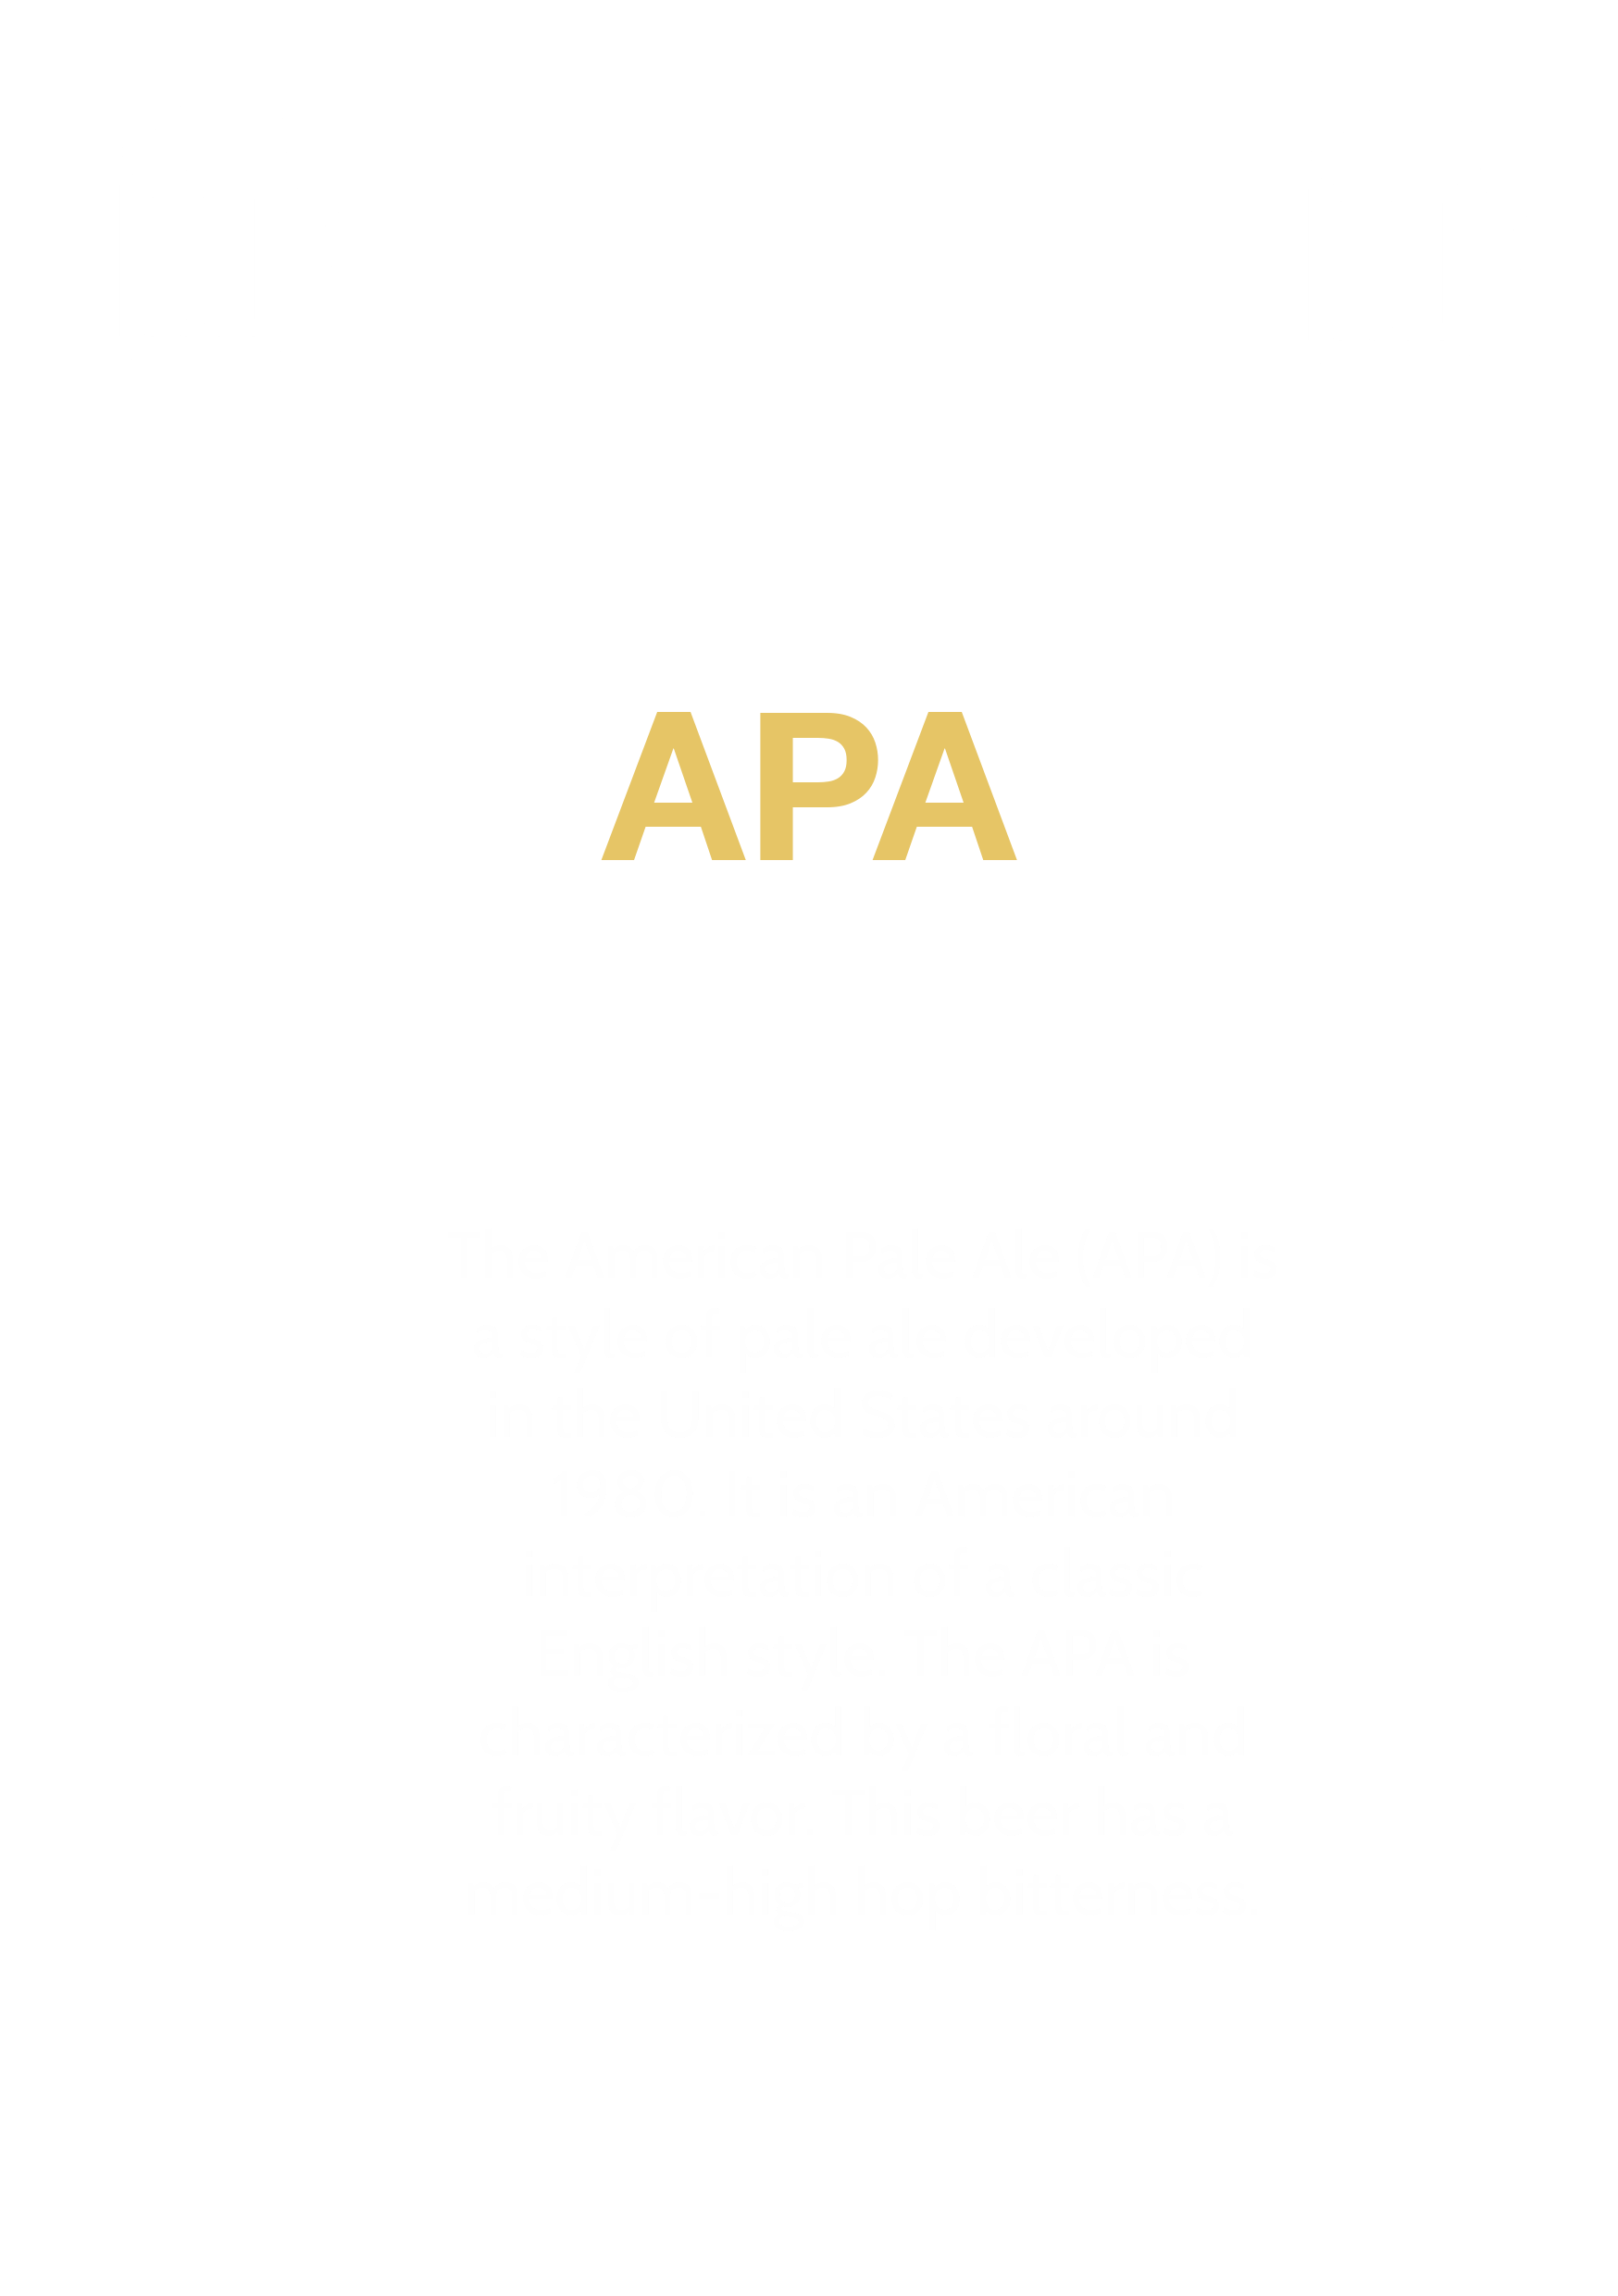 APA
The American Pale Ale (APA) is
a style of pale ale developed
in the United States around
1980. It is an American
interpretation of a classic
English style. The APA is
characterized by a floral and
fruity flavor. This beer has a
medium-high hop bitterness.